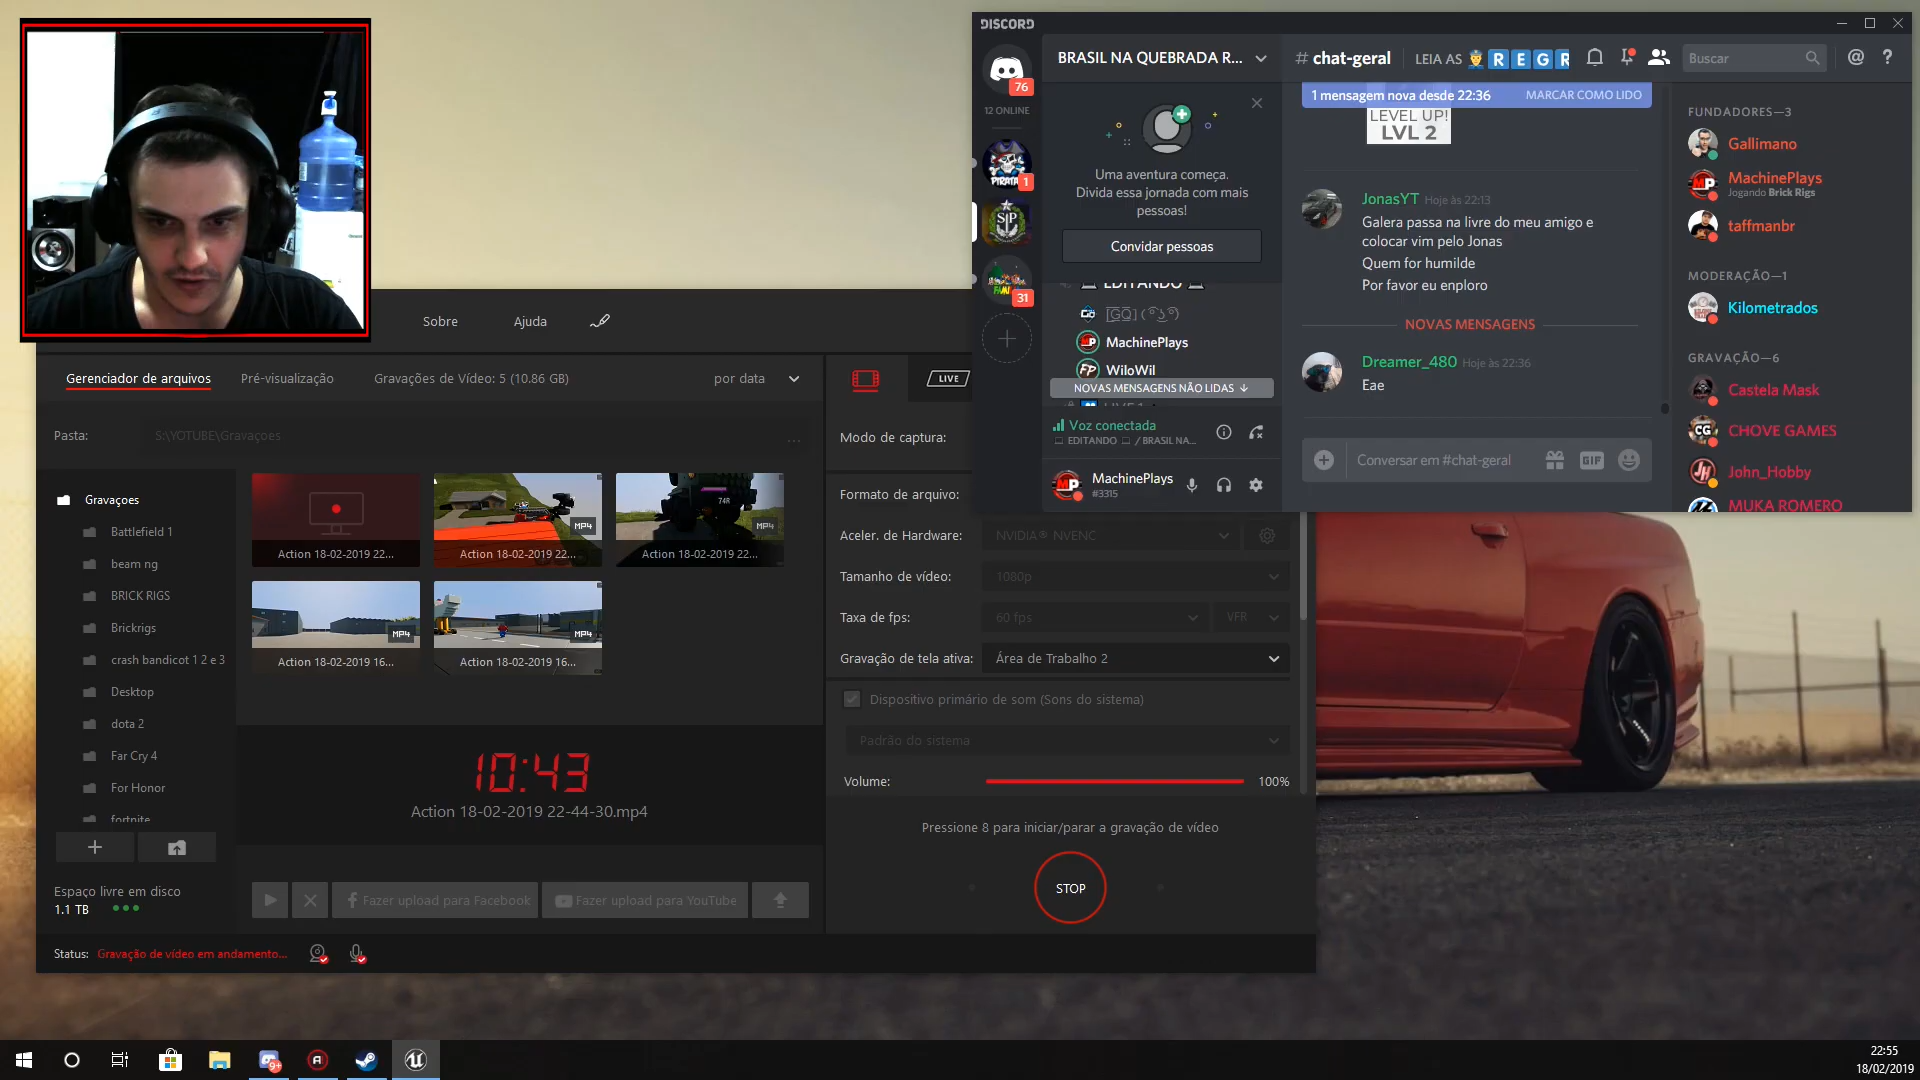 Sobre
Ajuda
Gerenciador de arquivos
Pré-visualização
Gravações de Vídeo: 5 (10.86 GB)
por data
LIVE
Pasta:
S:\YOTUBE\Gravaçoes
...
Modo de captura:
Gravaçoes
Battlefield 1
beam ng
BRICK RIGS
Brickrigs
crash bandicot 1 2 e 3
Desktop
dota 2
Far Cry 4
For Honor
fortnite
Action 18-02-2019 22...
MP4
Action 18-02-2019 22...
748
MP4
Action 18-02-2019 22...
MP4
Action 18-02-2019 16...
MP4
Action 18-02-2019 16...
Formato de arquivo:
Aceler. de Hardware:
NVIDIA® NVENC
Tamanho de vídeo:
1080p
Taxa de fps:
60 fps
VFR
Gravação de tela ativa:
Área de Trabalho 2
Dispositivo primário de som (Sons do sistema)
Padrão do sistema
Volume:
100%
10:43
Action 18-02-2019 22-44-30.mp4
Pressione 8 para iniciar/parar a gravação de vídeo
STOP
Espaço livre em disco
1.1 TB
Fazer upload para Facebook
Fazer upload para YouTube
Status:
Gravação de vídeo em andamento...
DISCORD
76
12 ONLINE
PIRATA
1
SJP
31
BRASIL NA QUEBRADA R...
Uma aventura começa.
Divida essa jornada com mais
pessoas!
Convidar pessoas
EDITANDO
MachinePlays
WiloWil
NOVAS MENSAGENS NÃO LIDAS ↓
Voz conectada
EDITANDO / BRASIL NA...
MachinePlays
#3315
# chat-geral
LEIA AS R E G R
Buscar
@
?
1 mensagem nova desde 22:36
MARCAR COMO LIDO
LEVEL UP!
LVL 2
JonasYT Hoje às 22:13
Galera passa na livre do meu amigo e
colocar vim pelo Jonas
Quem for humilde
Por favor eu enploro
NOVAS MENSAGENS
Dreamer_480 Hoje às 22:36
Eae
Conversar em #chat-geral
GIF
FUNDADORES—3
Gallimano
MachinePlays
Jogando Brick Rigs
taffmanbr
MODERAÇÃO—1
Kilometrados
GRAVAÇÃO—6
Castela Mask
CHOVE GAMES
John_Hobby
MUKA ROMERO
9+
22:55
18/02/2019